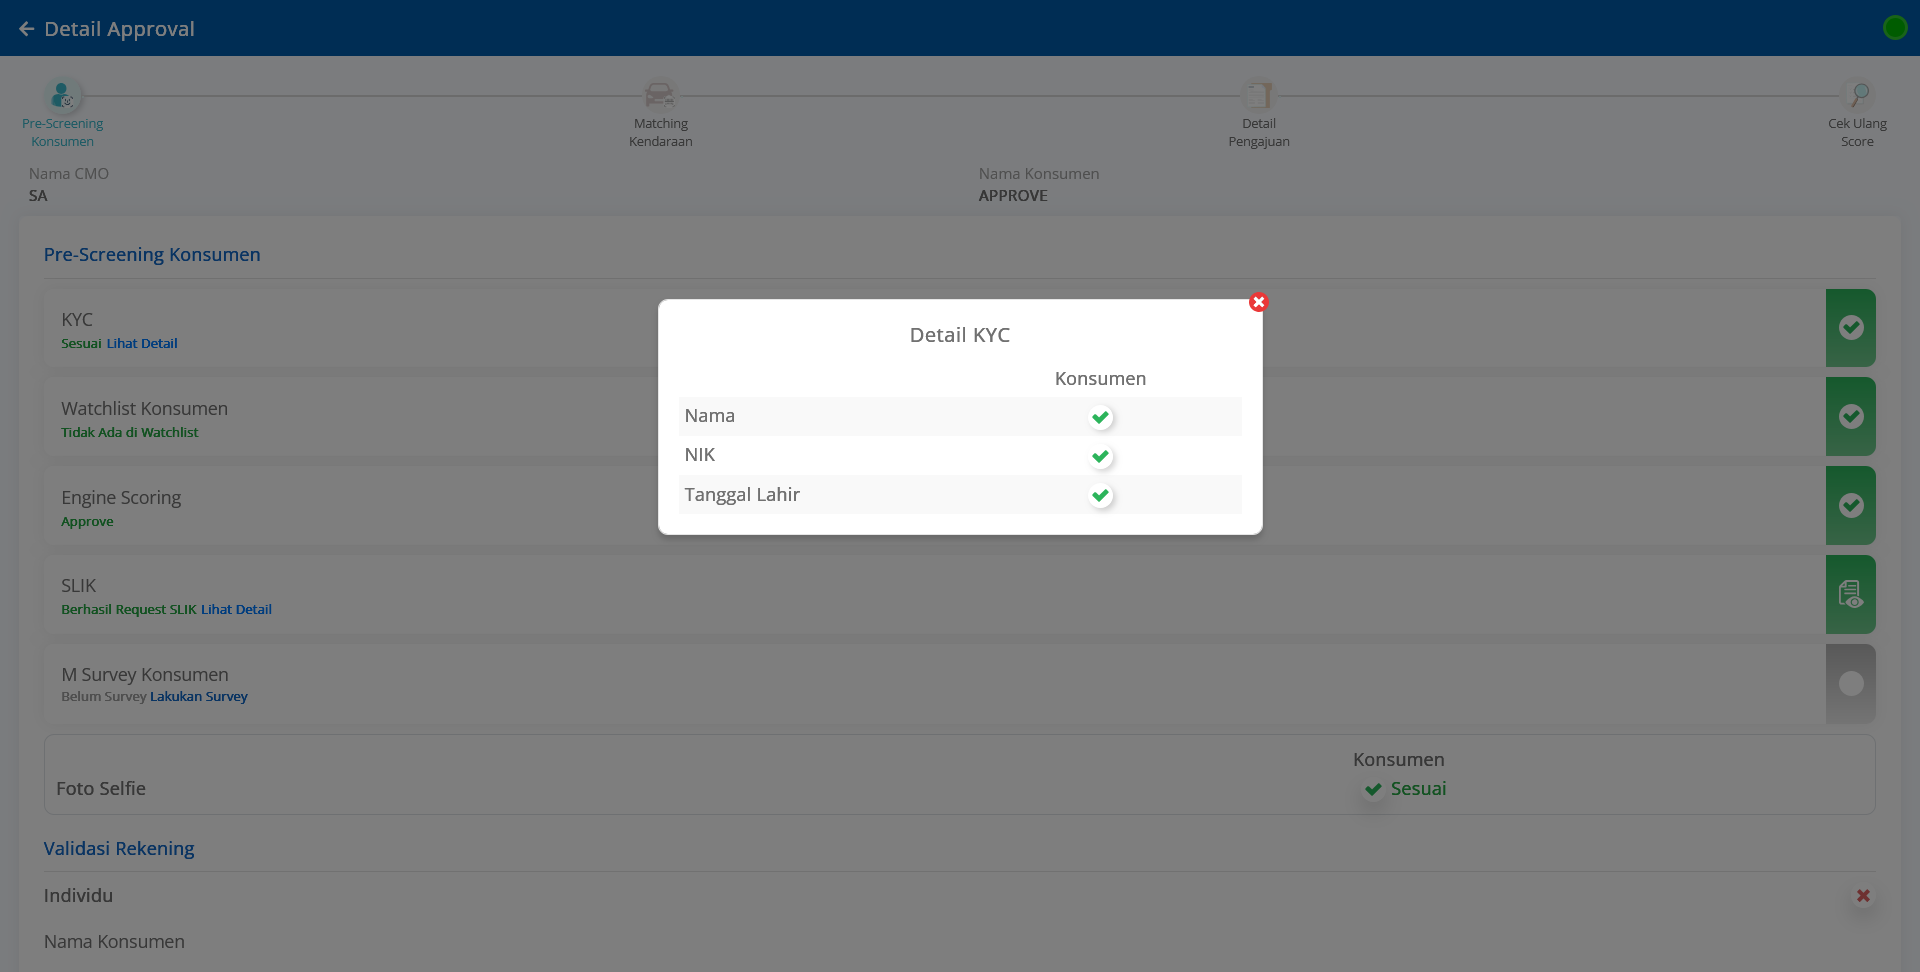 Detail Approval
Pre-Screening
Konsumen
Matching
Kendaraan
Detail
Pengajuan
Cek Ulang
Score
Nama CMO
SA
Nama Konsumen
APPROVE
Pre-Screening Konsumen
KYC
Sesuai Lihat Detail
Watchlist Konsumen
Tidak Ada di Watchlist
Engine Scoring
Approve
SLIK
Berhasil Request SLIK Lihat Detail
M Survey Konsumen
Belum Survey Lakukan Survey
Detail KYC
Konsumen
Nama
NIK
Tanggal Lahir
Konsumen
Foto Selfie
Sesuai
Validasi Rekening
Individu
Nama Konsumen